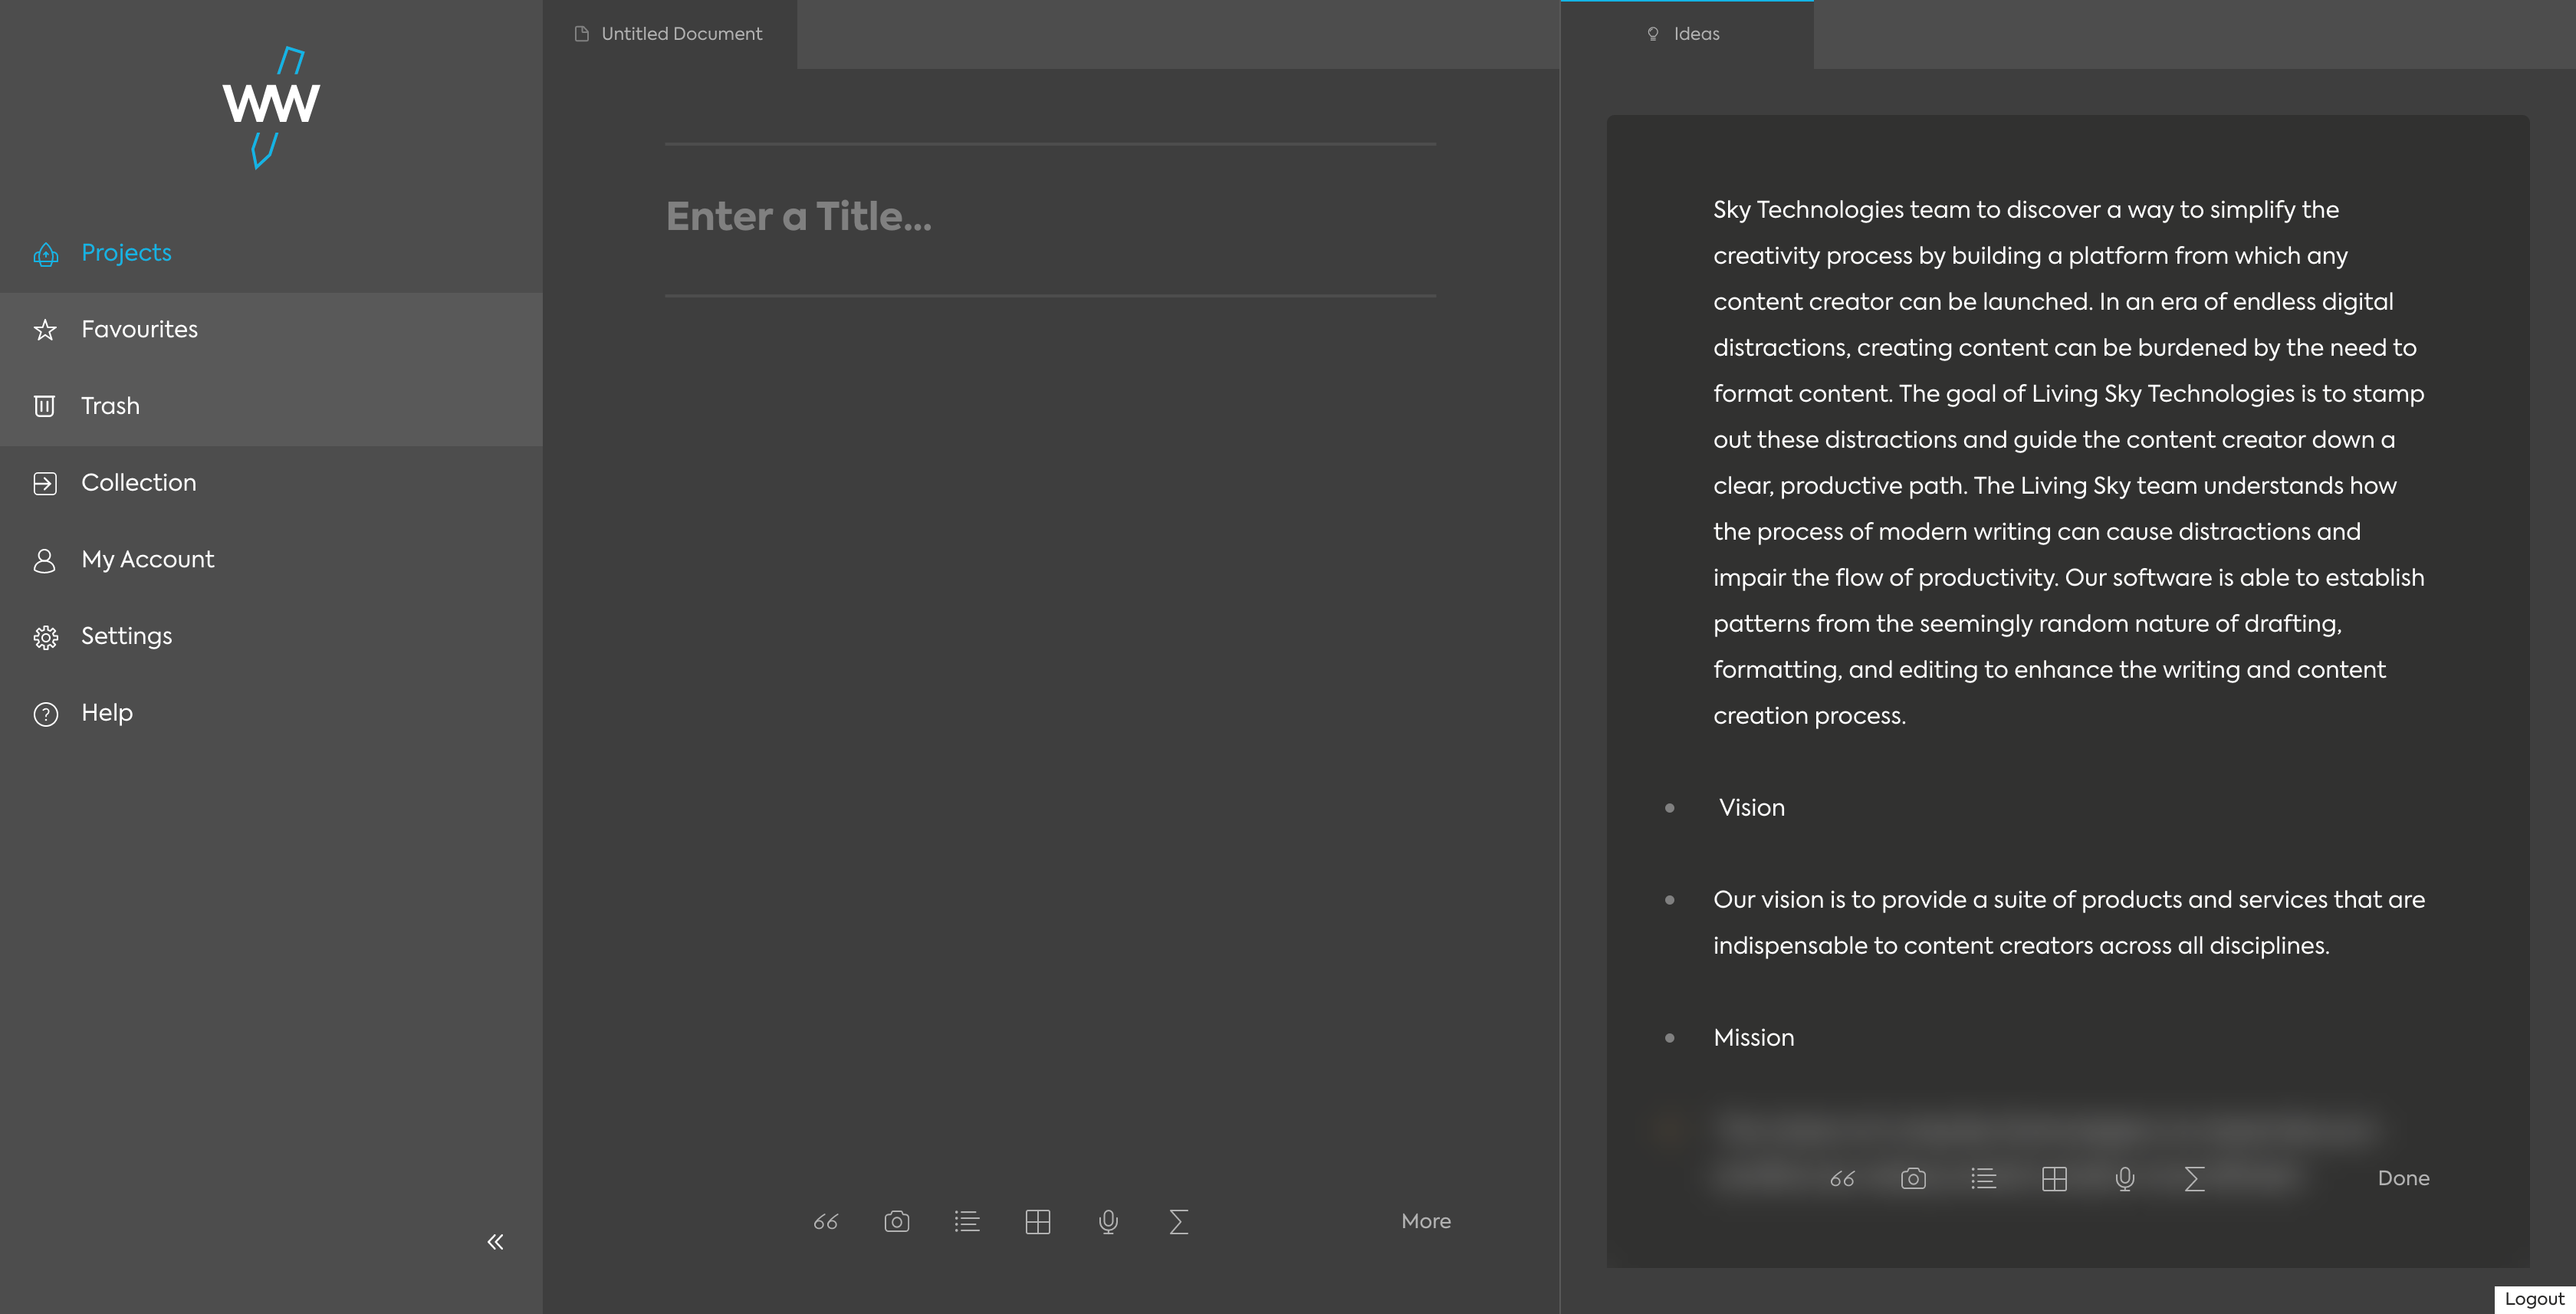 WW
Projects
Favourites
Trash
Collection
My Account
Settings
Help
Untitled Document
Enter a Title...
More
Ideas
Sky Technologies team to discover a way to simplify the
creativity process by building a platform from which any
content creator can be launched. In an era of endless digital
distractions, creating content can be burdened by the need to
format content. The goal of Living Sky Technologies is to stamp
out these distractions and guide the content creator down a
clear, productive path. The Living Sky team understands how
the process of modern writing can cause distractions and
impair the flow of productivity. Our software is able to establish
patterns from the seemingly random nature of drafting,
formatting, and editing to enhance the writing and content
creation process.
Vision
Our vision is to provide a suite of products and services that are
indispensable to content creators across all disciplines.
Mission
Done
Logout